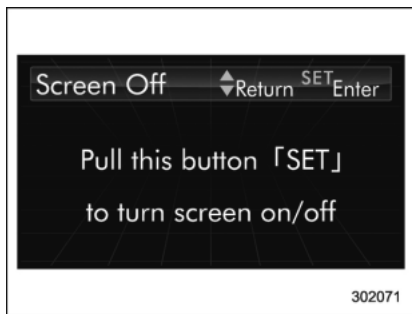 Screen Off ▲▼Return SET Enter
Pull this button「SET」
to turn screen on/off
302071